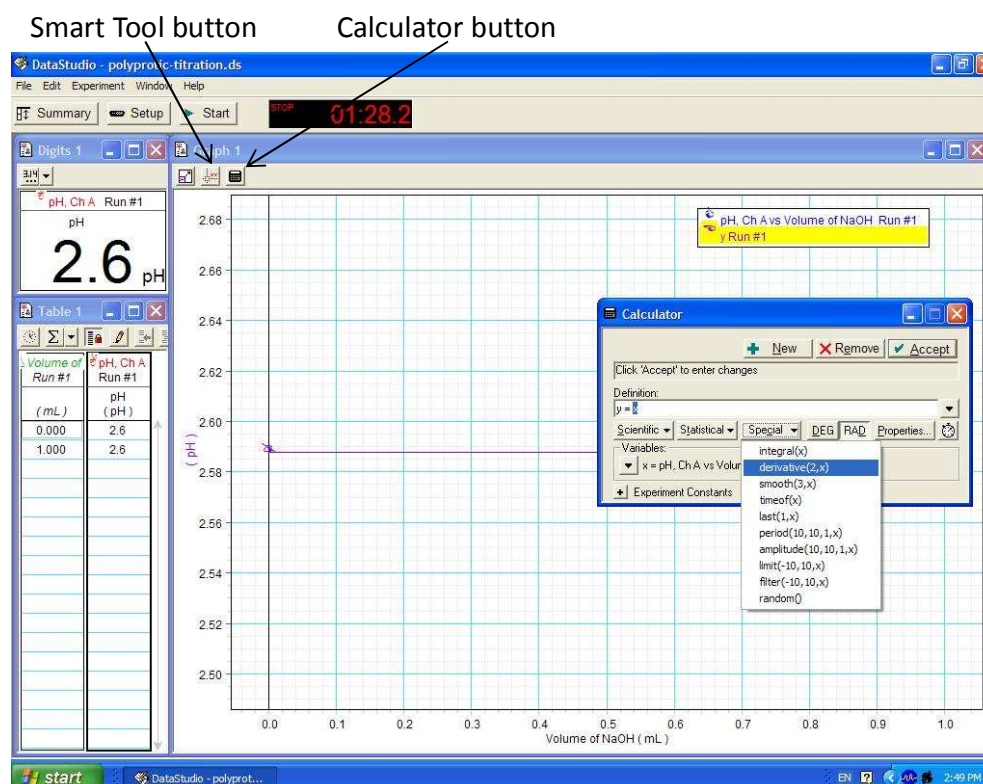 Smart Tool button
Calculator button
DataStudio - polyprotic-titration.ds
File Edit Experiment Window Help
Summary Setup Start STOP 01:28.2
Digits 1
pH, Ch A Run #1
pH
2.6 pH
Table 1
Volume of pH, Ch A
Run #1 Run #1
pH
(mL) (pH)
0.000 2.6
1.000 2.6
Graph 1
pH, Ch A vs Volume of NaOH Run #1
y Run #1
2.68
2.66
2.64
2.62
2.60
2.58
2.56
2.54
2.52
2.50
( pH )
0.0 0.1 0.2 0.3 0.4 0.5 0.6 0.7 0.8 0.9 1.0
Volume of NaOH ( mL )
Calculator
New Remove Accept
Click 'Accept' to enter changes
Definition:
y = x
Scientific Statistical Special DEG RAD Properties...
Variables:
x = pH, Ch A vs Volur
Experiment Constants
integral(x)
derivative(2,x)
smooth(3,x)
timeof(x)
last(1,x)
period(10,10,1,x)
amplitude(10,10,1,x)
limit(-10,10,x)
filter(-10,10,x)
random()
start DataStudio - polyprot... EN 2:49 PM